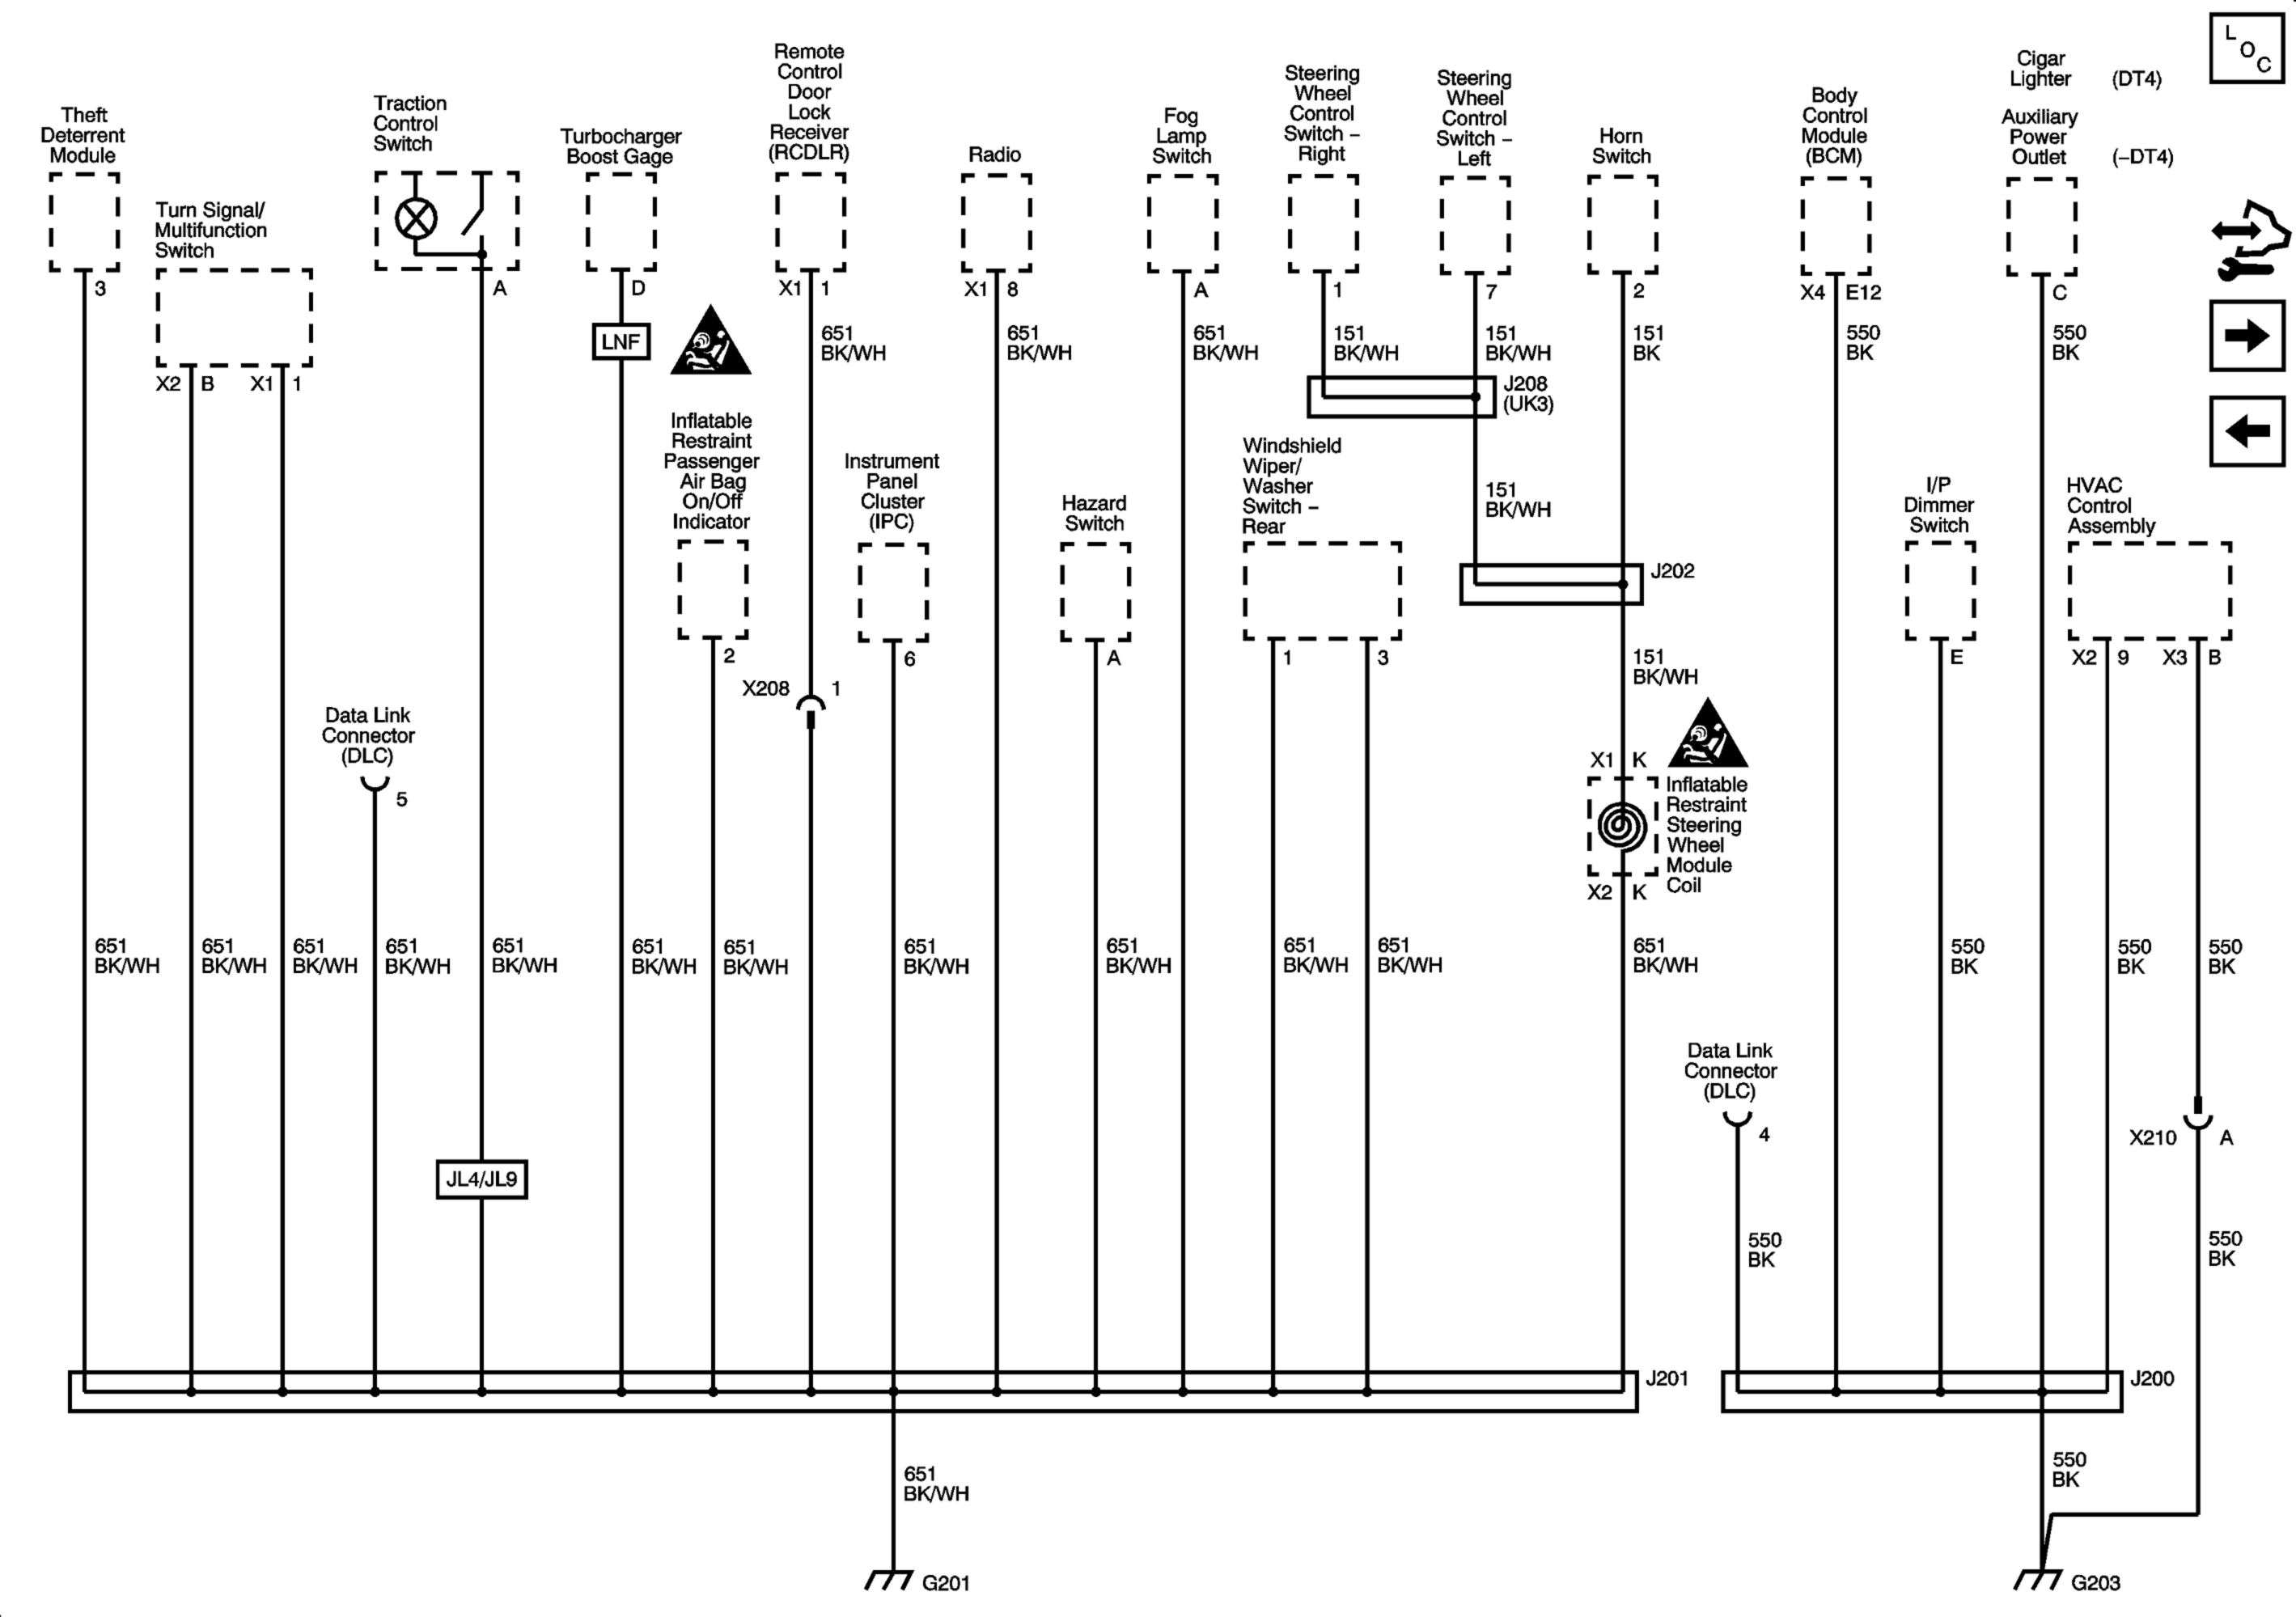 L
O
C
Theft
Deterrent
Module
3
Turn Signal/
Multifunction
Switch
X2 B X1 1
Traction
Control
Switch
A
Turbocharger
Boost Gage
D
LNF
Remote
Control
Door
Lock
Receiver
(RCDLR)
X1 1
651
BK/WH
Radio
X1 8
651
BK/WH
Fog
Lamp
Switch
A
651
BK/WH
Steering
Wheel
Control
Switch –
Right
1
151
BK/WH
Steering
Wheel
Control
Switch –
Left
7
151
BK/WH
Horn
Switch
2
151
BK
Body
Control
Module
(BCM)
X4 E12
550
BK
Cigar
Lighter (DT4)
Auxiliary
Power
Outlet (–DT4)
C
550
BK
J208
(UK3)
151
BK/WH
J202
151
BK/WH
Inflatable
Restraint
Passenger
Air Bag
On/Off
Indicator
2
Instrument
Panel
Cluster
(IPC)
6
Hazard
Switch
A
Windshield
Wiper/
Washer
Switch –
Rear
1 3
I/P
Dimmer
Switch
E
HVAC
Control
Assembly
X2 9 X3 B
X208 1
Data Link
Connector
(DLC)
5
X1 K
Inflatable
Restraint
Steering
Wheel
Module
Coil
X2 K
651
BK/WH
651
BK/WH
651
BK/WH
651
BK/WH
651
BK/WH
651
BK/WH
651
BK/WH
651
BK/WH
651
BK/WH
651
BK/WH
651
BK/WH
651
BK/WH
550
BK
550
BK
550
BK
Data Link
Connector
(DLC)
4
X210 A
JL4/JL9
550
BK
550
BK
J201
J200
651
BK/WH
550
BK
G201
G203